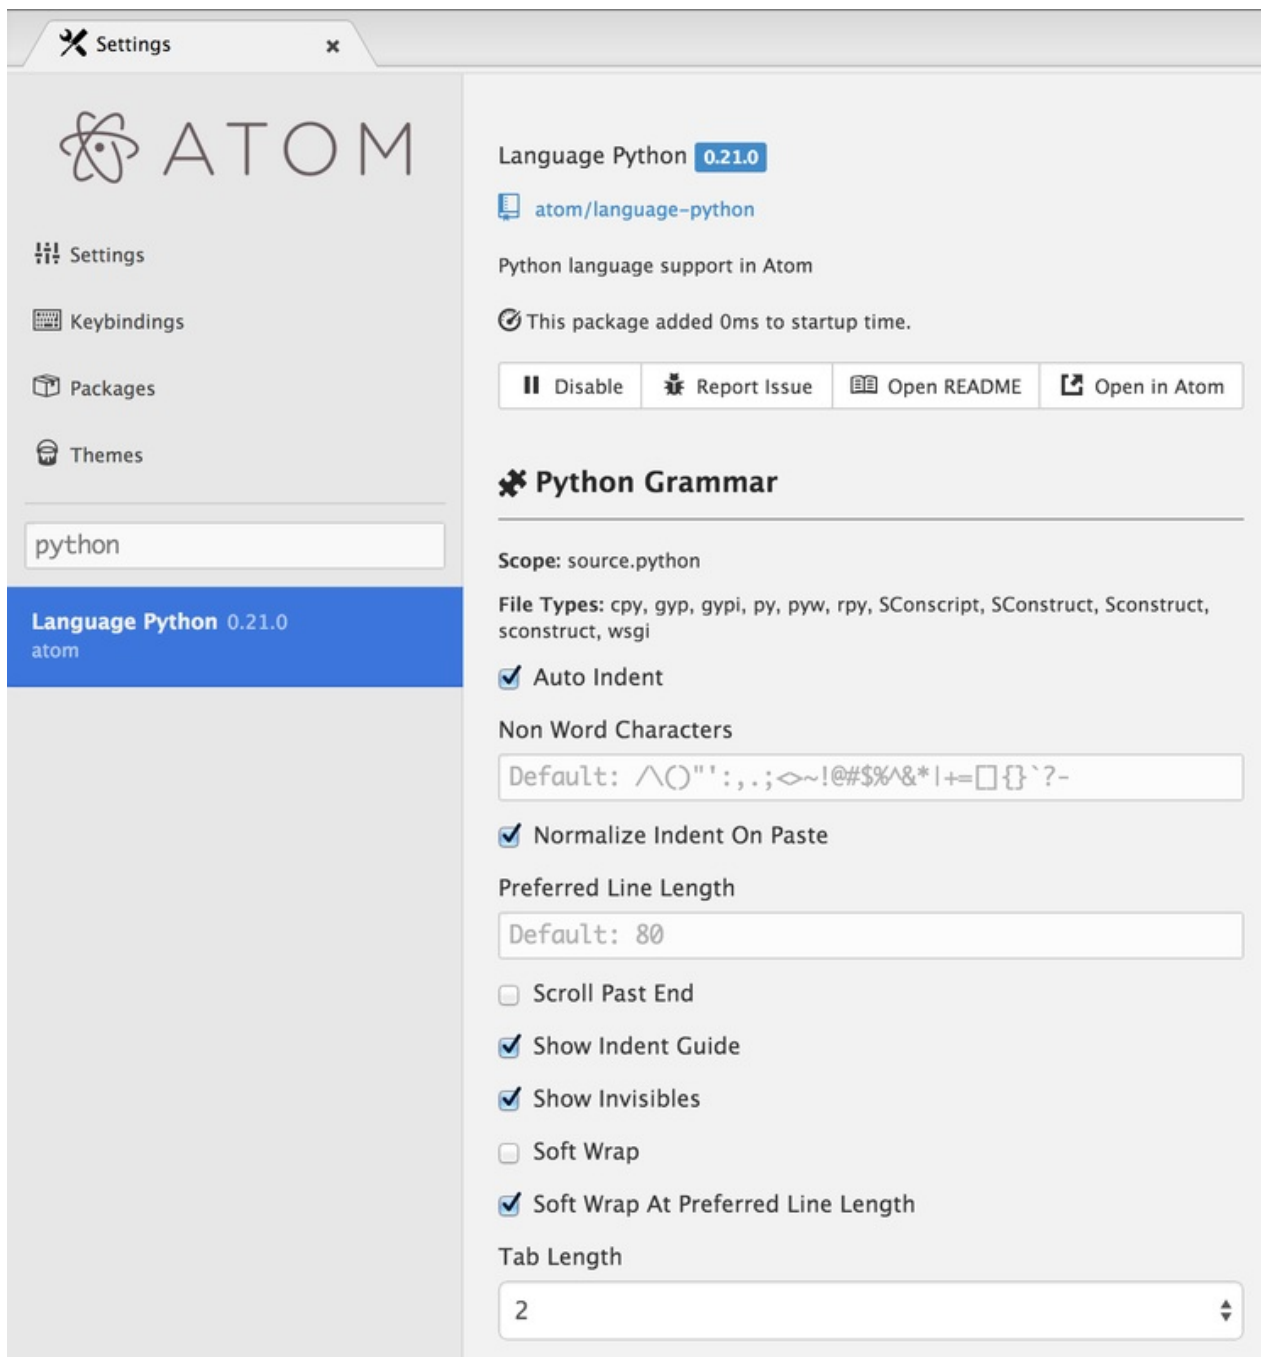 Settings
ATOM
Settings
Keybindings
Packages
Themes
python
Language Python 0.21.0
atom
Language Python 0.21.0
atom/language-python
Python language support in Atom
This package added 0ms to startup time.
Disable Report Issue Open README Open in Atom
Python Grammar
Scope: source.python
File Types: cpy, gyp, gypi, py, pyw, rpy, SConscript, SConstruct, Sconstruct,
sconstruct, wsgi
Auto Indent
Non Word Characters
Default: /\()"':,.;<>~!@#$%^&*|+=[]{}`?-
Normalize Indent On Paste
Preferred Line Length
Default: 80
Scroll Past End
Show Indent Guide
Show Invisibles
Soft Wrap
Soft Wrap At Preferred Line Length
Tab Length
2